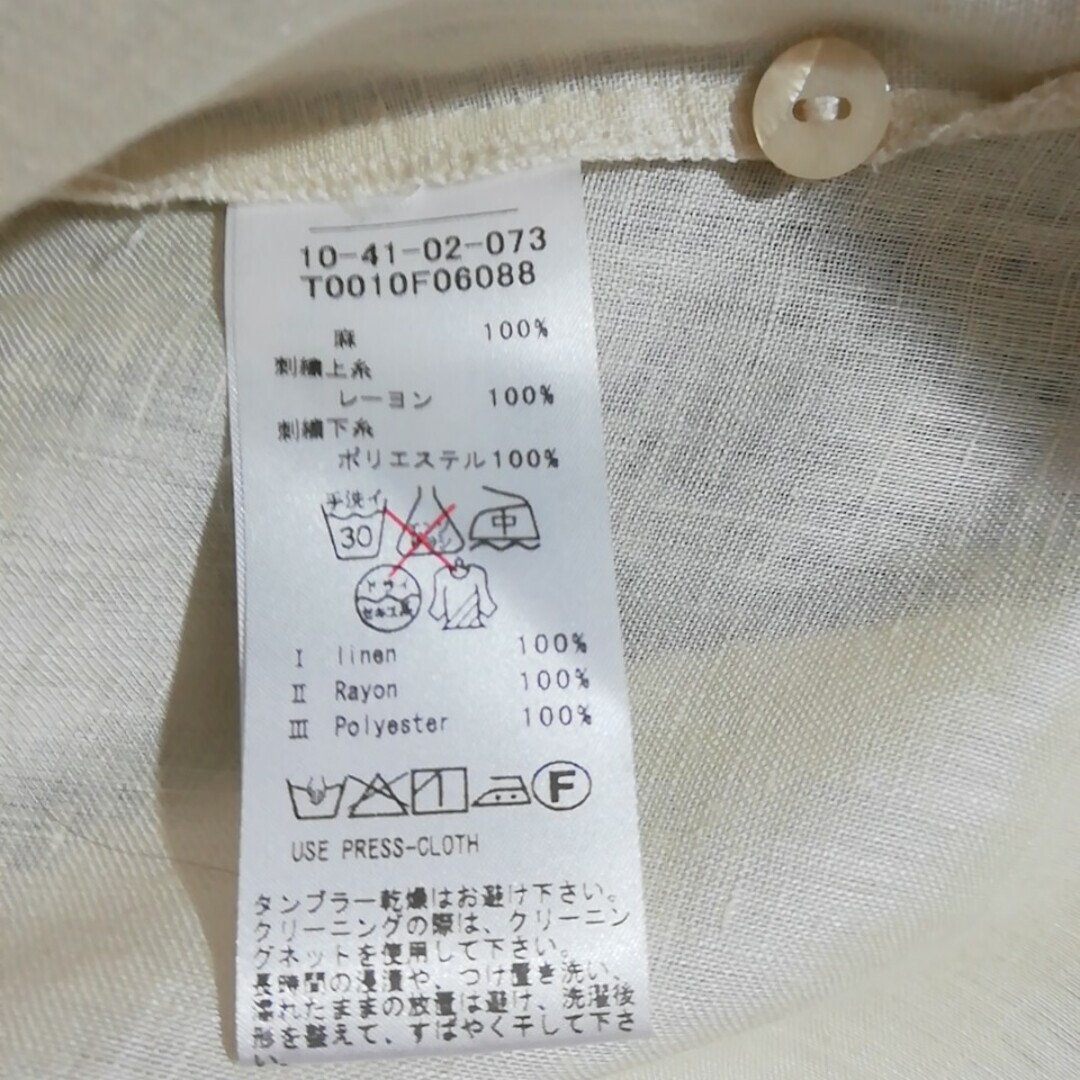 10-41-02-073
T0010F06088
麻 100%
刺繍上糸
レーヨン 100%
刺繍下糸
ポリエステル100%
手洗イ
30
中
ドライ
セキユ系
I linen 100%
II Rayon 100%
III Polyester 100%
F
USE PRESS-CLOTH
タンブラー乾燥はお避け下さい。
クリーニングの際は、クリーニン
グネットを使用して下さい。
長時間の浸漬や、つけ置き洗い、
濡れたままの放置は避け、洗濯後
形を整えて、すばやく干して下さ
い。